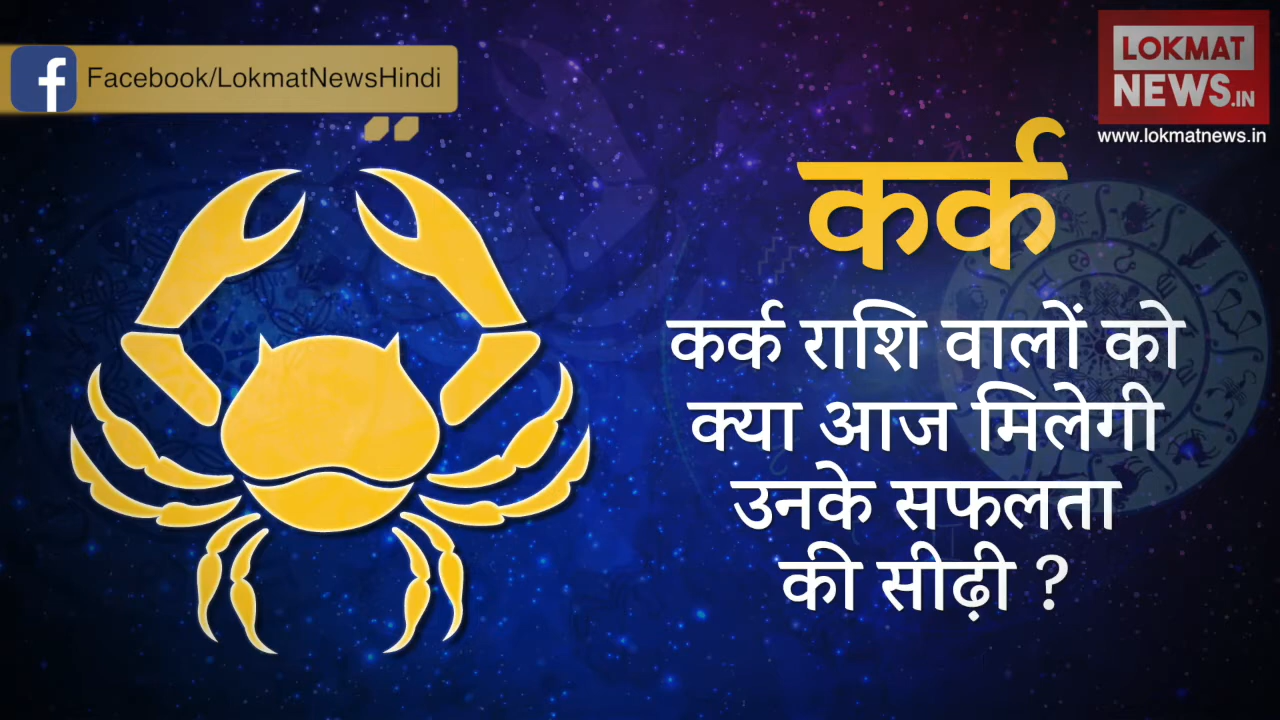 Facebook/LokmatNewsHindi
LOKMAT
NEWS.IN
www.lokmatnews.in
कर्क
कर्क राशि वालों को
क्या आज मिलेगी
उनके सफलता
की सीढ़ी ?